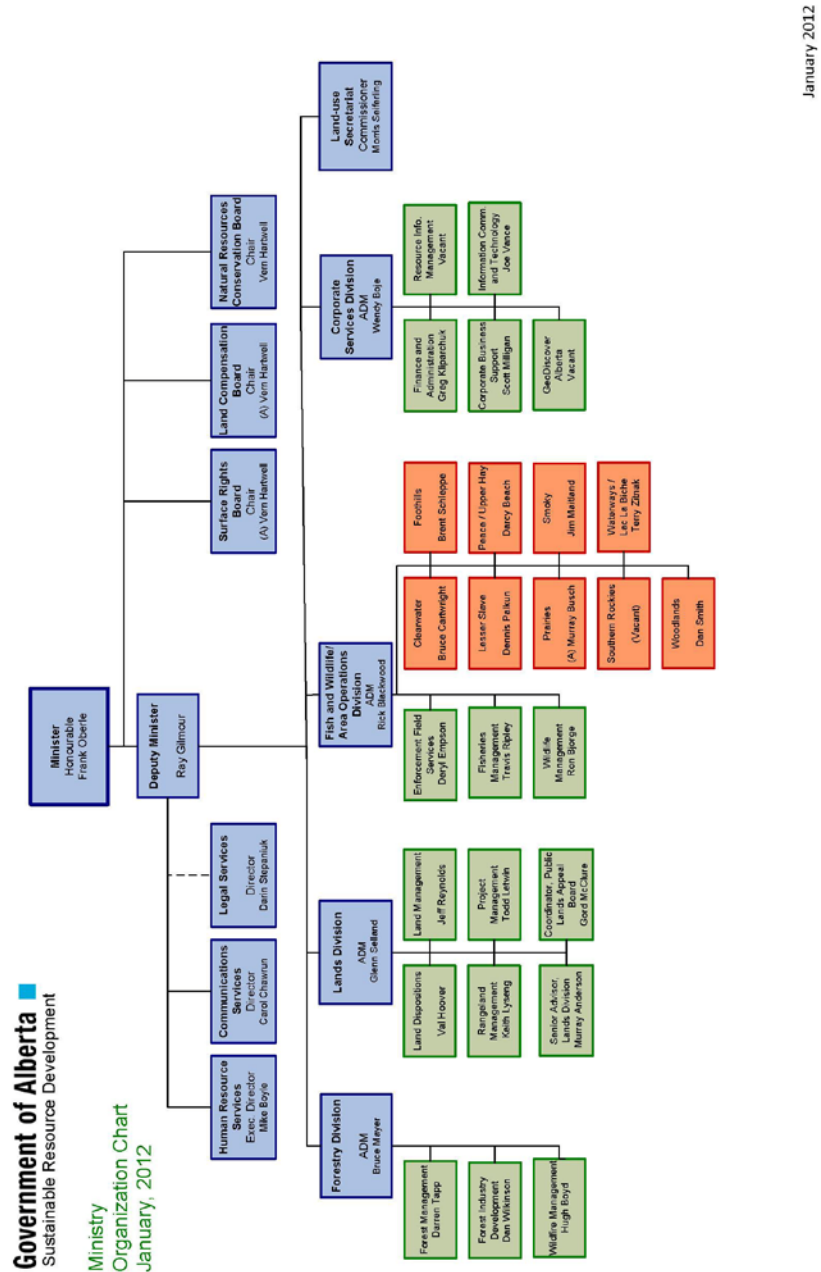 Government of Alberta
Sustainable Resource Development
Ministry
Organization Chart
January, 2012
Minister
Honourable
Frank Oberle
Deputy Minister
Ray Gilmour
Human Resource
Services
Exec. Director
Mike Boyle
Communications
Services
Director
Carol Chawrun
Legal Services
Director
Darin Stepaniuk
Surface Rights
Board
Chair
(A) Vern Hartwell
Land Compensation
Board
Chair
(A) Vern Hartwell
Natural Resources
Conservation Board
Chair
Vern Hartwell
Forestry Division
ADM
Bruce Mayer
Lands Division
ADM
Glenn Selland
Fish and Wildlife/
Area Operations
Division
ADM
Rick Blackwood
Corporate
Services Division
ADM
Wendy Boje
Land-use
Secretariat
Commissioner
Morris Seiferling
Forest Management
Darren Tapp
Forest Industry
Development
Dan Wilkinson
Wildfire Management
Hugh Boyd
Land Dispositions
Val Hoover
Land Management
Jeff Reynolds
Rangeland
Management
Keith Lyseng
Project
Management
Todd Letwin
Senior Advisor,
Lands Division
Murray Anderson
Coordinator, Public
Lands Appeal
Board
Gord McClure
Enforcement Field
Services
Daryl Empson
Fisheries
Management
Travis Ripley
Wildlife
Management
Ron Bjorge
Clearwater
Bruce Cartwright
Foothills
Brent Schleppe
Lesser Slave
Dennis Paikun
Peace / Upper Hay
Darcy Beach
Prairies
(A) Murray Busch
Smoky
Jim Maitland
Southern Rockies
(Vacant)
Waterways /
Lac La Biche
Terry Zitnak
Woodlands
Dan Smith
Finance and
Administration
Greg Kliparchuk
Resource Info.
Management
Vacant
Corporate Business
Support
Scott Milligan
Information Comm.
and Technology
Joe Vance
GeoDiscover
Alberta
Vacant
January 2012